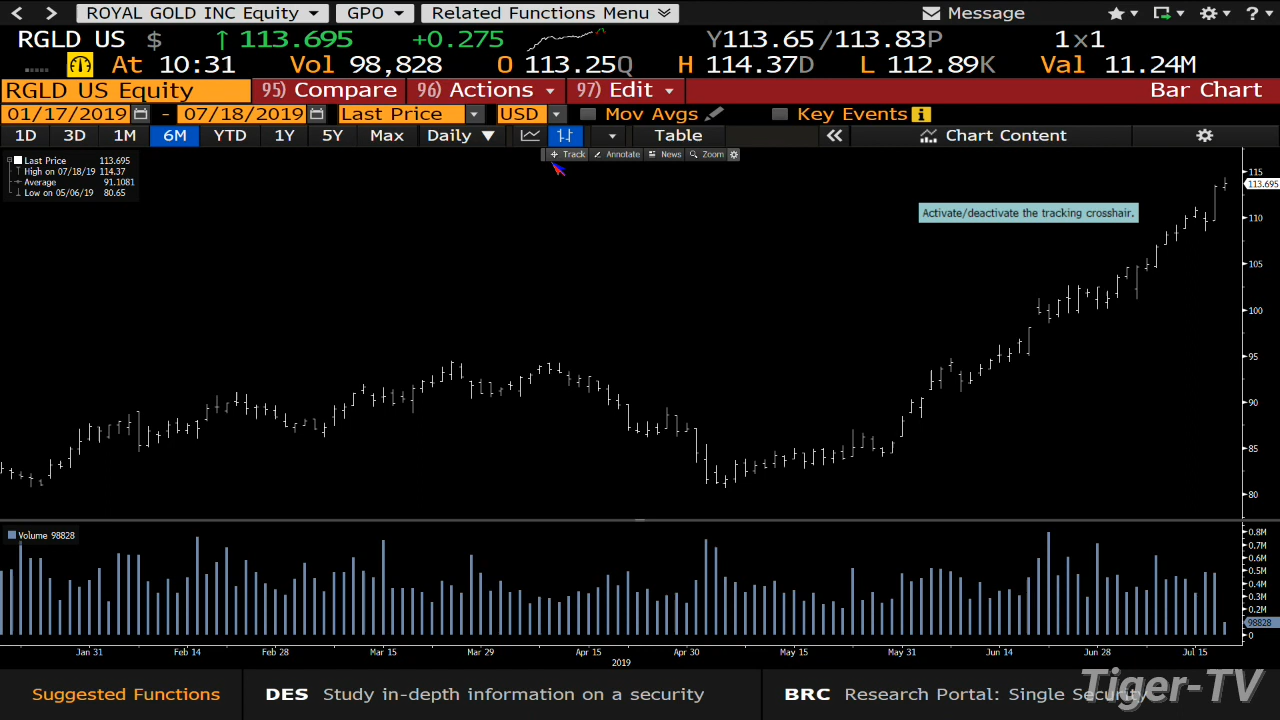 ROYAL GOLD INC Equity GPO Related Functions Menu Message ?
RGLD US $ ↑ 113.695 +0.275 Y113.65 /113.83P 1×1
At 10:31 Vol 98,828 O 113.25Q H 114.37D L 112.89K Val 11.24M
RGLD US Equity 95) Compare 96) Actions 97) Edit Bar Chart
01/17/2019 - 07/18/2019 Last Price USD Mov Avgs Key Events i
1D 3D 1M 6M YTD 1Y 5Y Max Daily ▼ Table « Chart Content
Track Annotate News Zoom
Last Price 113.695
High on 07/18/19 114.37
Average 91.1081
Low on 05/06/19 80.65
Activate/deactivate the tracking crosshair.
115
113.695
110
105
100
95
90
85
80
Volume 98828
0.8M
0.7M
0.6M
0.5M
0.4M
0.3M
0.2M
98828
0
Jan 31 Feb 14 Feb 28 Mar 15 Mar 29 Apr 15 Apr 30 May 15 May 31 Jun 14 Jun 28 Jul 15
2019
Suggested Functions DES Study in-depth information on a security BRC Research Portal: Single Security
Tiger-TV